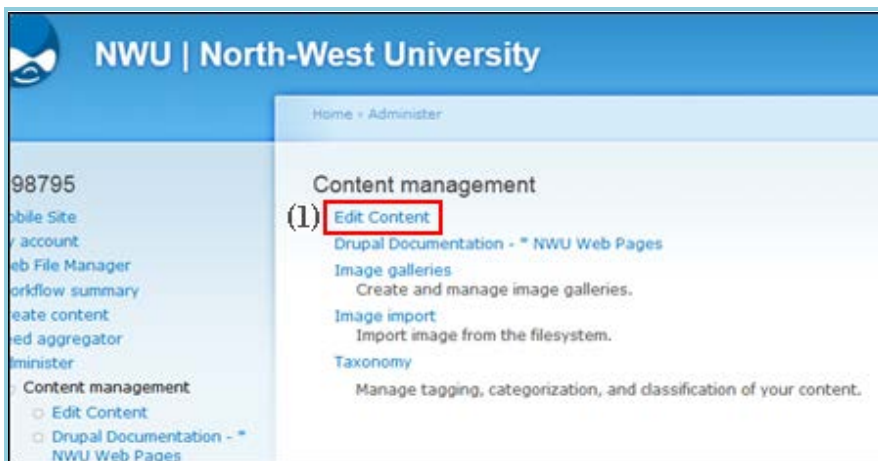 NWU | North-West University
Home › Administer
98795
obile Site
y account
eb File Manager
orkflow summary
eate content
eed aggregator
dminister
Content management
Edit Content
Drupal Documentation - *
NWU Web Pages
Content management
(1) Edit Content
Drupal Documentation - * NWU Web Pages
Image galleries
Create and manage image galleries.
Image import
Import image from the filesystem.
Taxonomy
Manage tagging, categorization, and classification of your content.